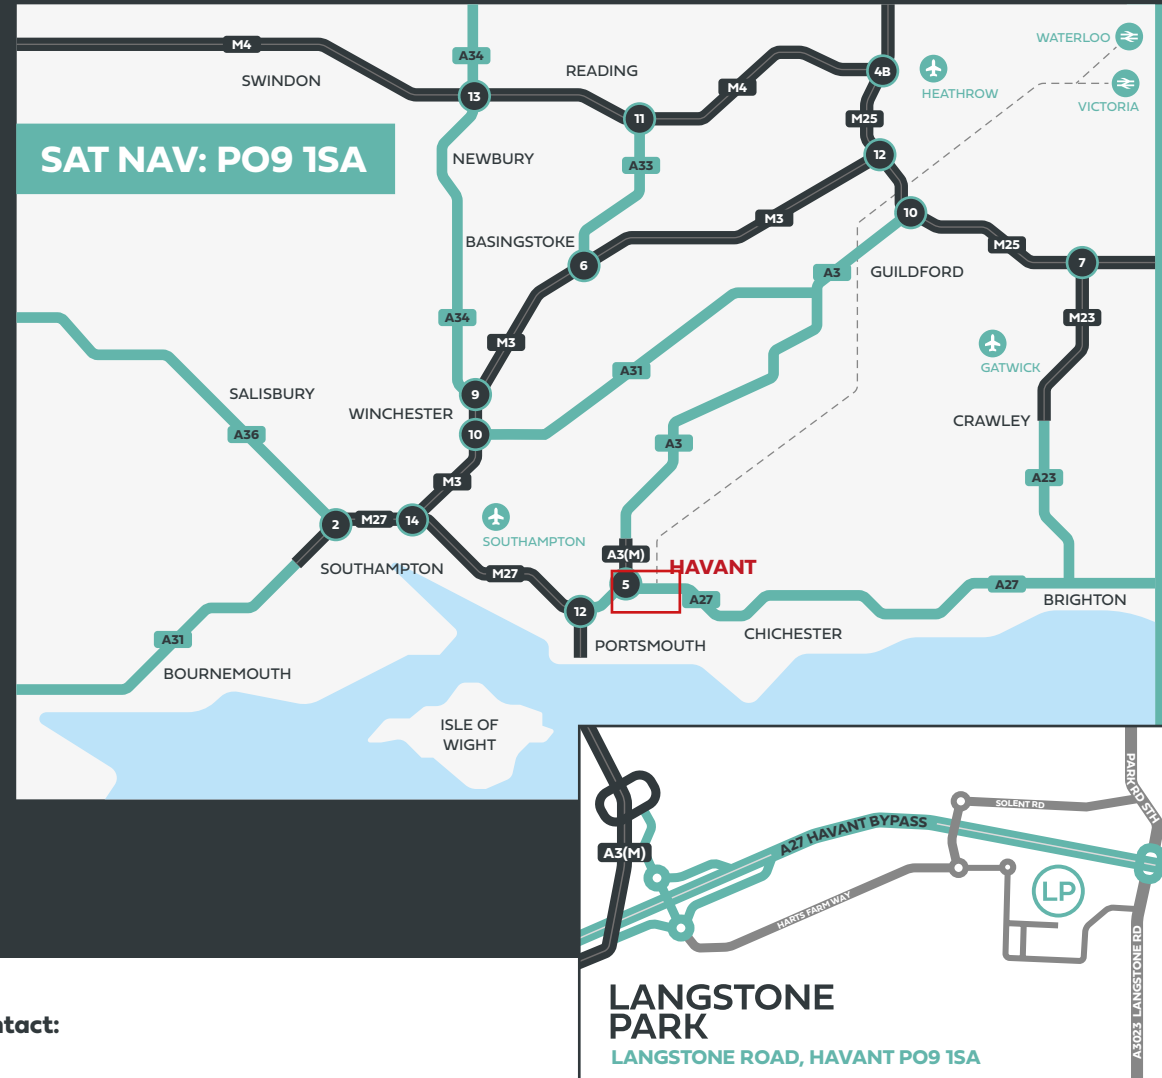 WATERLOO
M4
A34
SWINDON
READING
4B
HEATHROW
VICTORIA
M4
13
11
M25
SAT NAV: PO9 1SA
NEWBURY
A33
12
M3
10
BASINGSTOKE
6
M25
7
A3
GUILDFORD
A34
M23
M3
GATWICK
A31
SALISBURY
9
WINCHESTER
CRAWLEY
A36
10
A3
M3
A23
2
M27
14
SOUTHAMPTON
A3(M)
SOUTHAMPTON
M27
HAVANT
5
A27
A27
BRIGHTON
12
A31
PORTSMOUTH
CHICHESTER
BOURNEMOUTH
ISLE OF
WIGHT
PARK RD STH
SOLENT RD
A27 HAVANT BYPASS
A3(M)
LP
HARTS FARM WAY
A3023 LANGSTONE RD
LANGSTONE
PARK
LANGSTONE ROAD, HAVANT PO9 1SA
ntact: